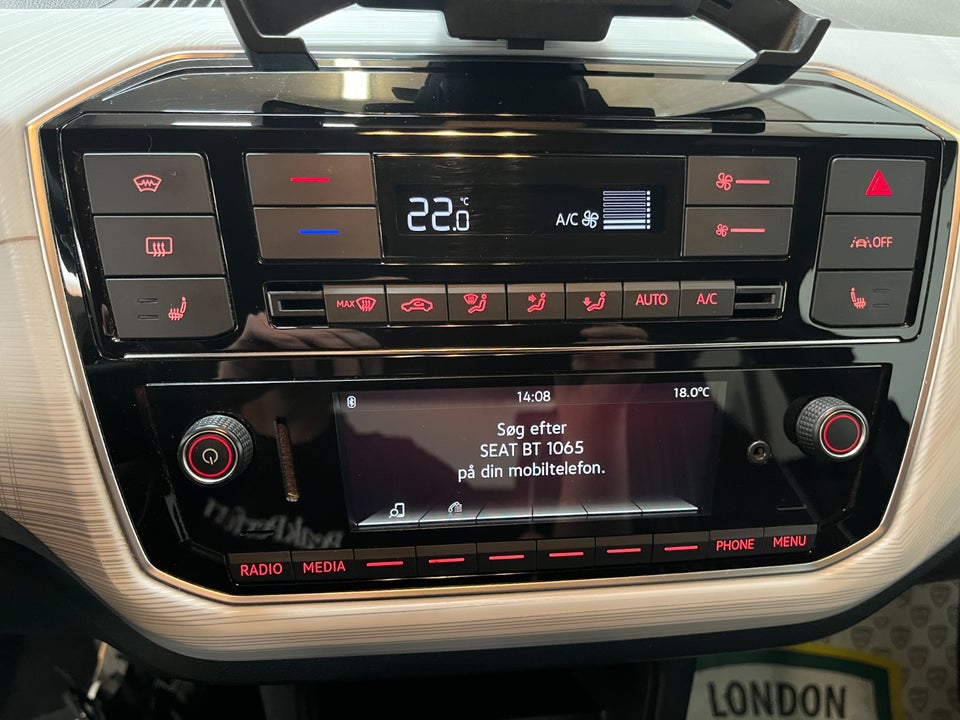 22.0 °C
A/C
OFF
MAX
AUTO
A/C
14:08
18.0°C
Søg efter
SEAT BT 1065
på din mobiltelefon.
RADIO
MEDIA
PHONE
MENU
LONDON